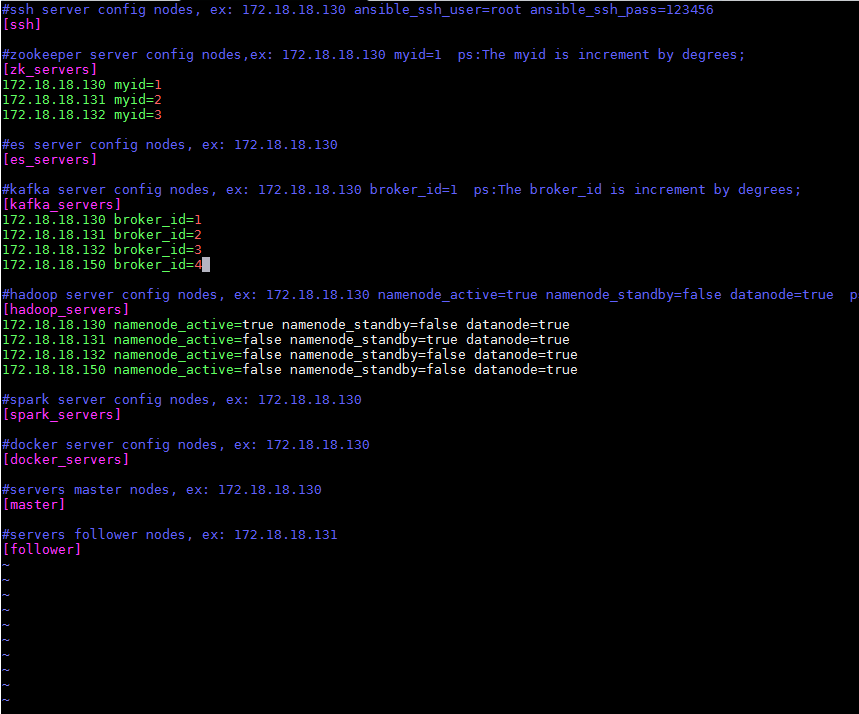 #ssh server config nodes, ex: 172.18.18.130 ansible_ssh_user=root ansible_ssh_pass=123456
[ssh]
#zookeeper server config nodes,ex: 172.18.18.130 myid=1  ps:The myid is increment by degrees;
[zk_servers]
172.18.18.130 myid=1
172.18.18.131 myid=2
172.18.18.132 myid=3
#es server config nodes, ex: 172.18.18.130
[es_servers]
#kafka server config nodes, ex: 172.18.18.130 broker_id=1  ps:The broker_id is increment by degrees;
[kafka_servers]
172.18.18.130 broker_id=1
172.18.18.131 broker_id=2
172.18.18.132 broker_id=3
172.18.18.150 broker_id=4
#hadoop server config nodes, ex: 172.18.18.130 namenode_active=true namenode_standby=false datanode=true  p
[hadoop_servers]
172.18.18.130 namenode_active=true namenode_standby=false datanode=true
172.18.18.131 namenode_active=false namenode_standby=true datanode=true
172.18.18.132 namenode_active=false namenode_standby=false datanode=true
172.18.18.150 namenode_active=false namenode_standby=false datanode=true
#spark server config nodes, ex: 172.18.18.130
[spark_servers]
#docker server config nodes, ex: 172.18.18.130
[docker_servers]
#servers master nodes, ex: 172.18.18.130
[master]
#servers follower nodes, ex: 172.18.18.131
[follower]
~
~
~
~
~
~
~
~
~
~